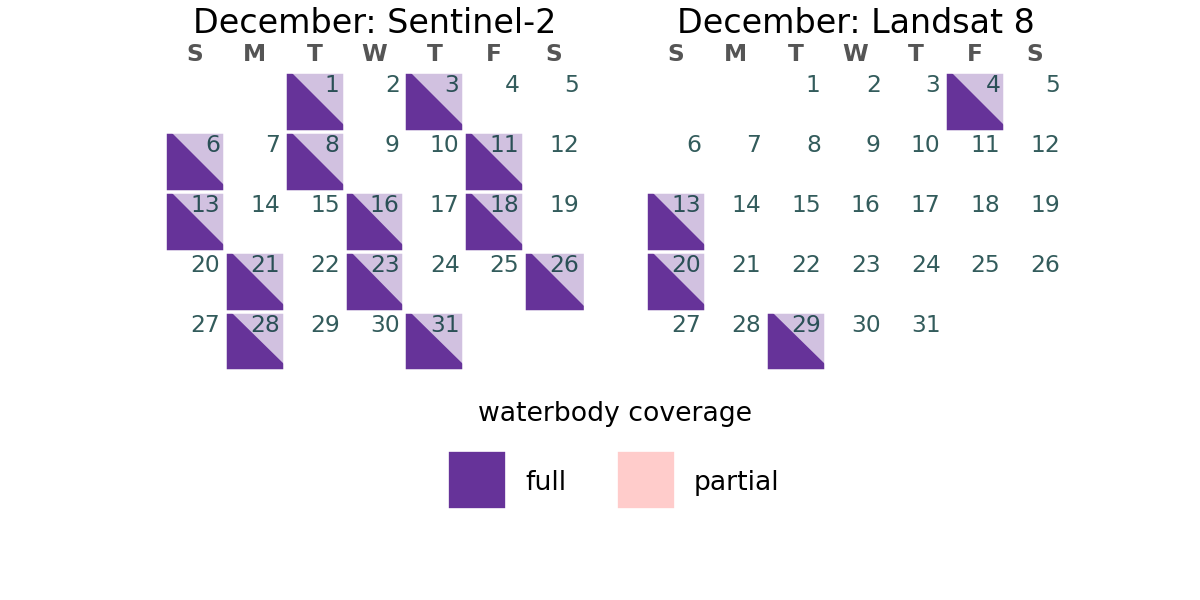 December: Sentinel-2
S M T W T F S
1 2 3 4 5
6 7 8 9 10 11 12
13 14 15 16 17 18 19
20 21 22 23 24 25 26
27 28 29 30 31
December: Landsat 8
S M T W T F S
1 2 3 4 5
6 7 8 9 10 11 12
13 14 15 16 17 18 19
20 21 22 23 24 25 26
27 28 29 30 31
waterbody coverage
full partial